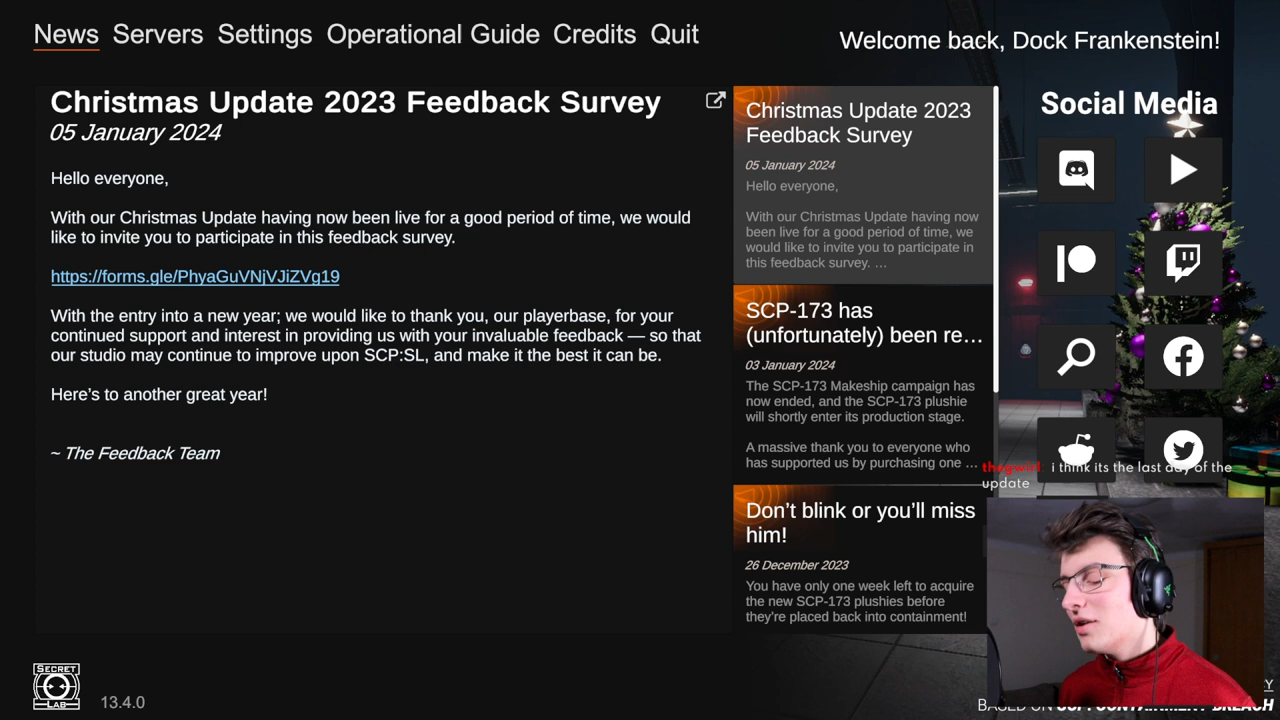 News Servers Settings Operational Guide Credits Quit
Welcome back, Dock Frankenstein!
Christmas Update 2023 Feedback Survey
05 January 2024
Hello everyone,
With our Christmas Update having now been live for a good period of time, we would
like to invite you to participate in this feedback survey.
https://forms.gle/PhyaGuVNjVJiZVg19
With the entry into a new year; we would like to thank you, our playerbase, for your
continued support and interest in providing us with your invaluable feedback — so that
our studio may continue to improve upon SCP:SL, and make it the best it can be.
Here's to another great year!
~ The Feedback Team
Christmas Update 2023
Feedback Survey
05 January 2024
Hello everyone,
With our Christmas Update having now
been live for a good period of time, we
would like to invite you to participate in
this feedback survey. ...
SCP-173 has
(unfortunately) been re...
03 January 2024
The SCP-173 Makeship campaign has
now ended, and the SCP-173 plushie
will shortly enter its production stage.
A massive thank you to everyone who
has supported us by purchasing one ...
Don't blink or you'll miss
him!
26 December 2023
You have only one week left to acquire
the new SCP-173 plushies before
they're placed back into containment!
Social Media
i think its the last day of the
update
SECRET
LAB
13.4.0
BASED ON SCP: CONTAINMENT BREACH